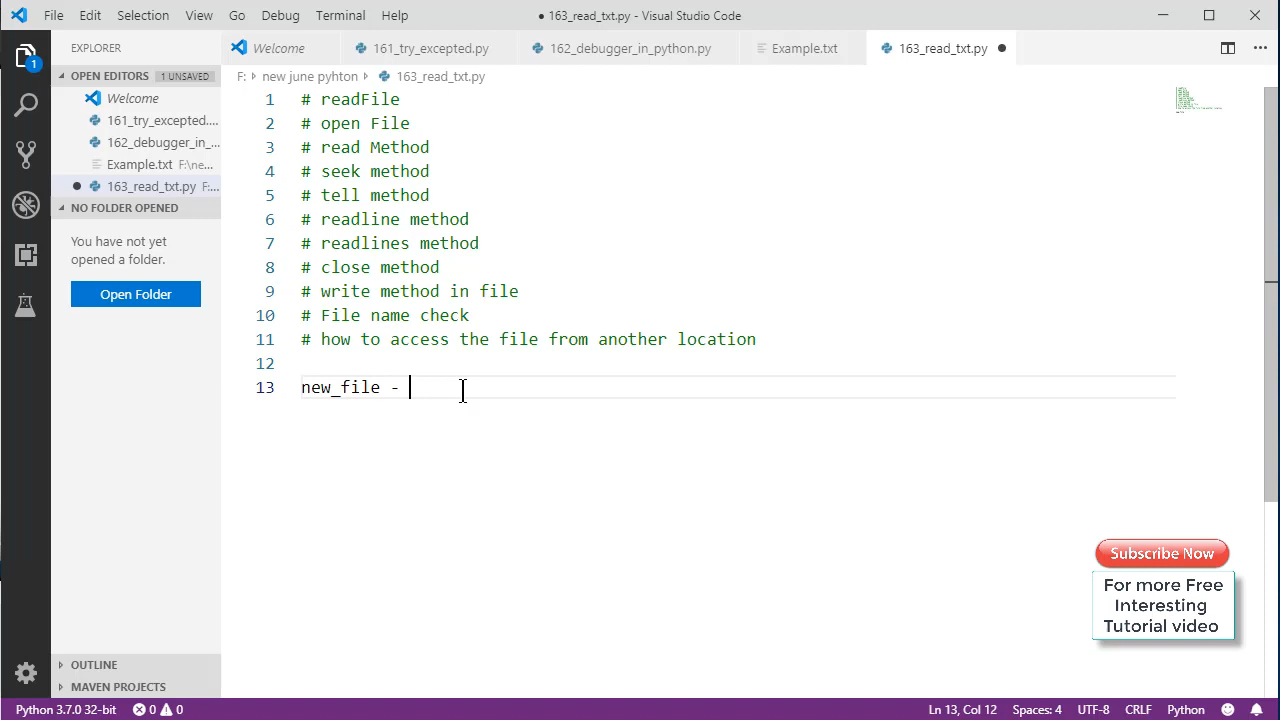 File Edit Selection View Go Debug Terminal Help
● 163_read_txt.py - Visual Studio Code
EXPLORER
OPEN EDITORS 1 UNSAVED
Welcome
161_try_excepted....
162_debugger_in_...
Example.txt F:\ne...
163_read_txt.py F:...
NO FOLDER OPENED
You have not yet
opened a folder.
Open Folder
OUTLINE
MAVEN PROJECTS
1
Welcome 161_try_excepted.py 162_debugger_in_python.py Example.txt 163_read_txt.py ●
F: > new june pyhton > 163_read_txt.py
1 # readFile
2 # open File
3 # read Method
4 # seek method
5 # tell method
6 # readline method
7 # readlines method
8 # close method
9 # write method in file
10 # File name check
11 # how to access the file from another location
12
13 new_file -
Subscribe Now
For more Free
Interesting
Tutorial video
Python 3.7.0 32-bit 0 0 Ln 13, Col 12 Spaces: 4 UTF-8 CRLF Python